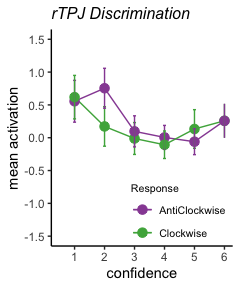 rTPJ Discrimination
mean activation
1.5
1.0
0.5
0.0
-0.5
-1.0
-1.5
Response
AntiClockwise
Clockwise
1 2 3 4 5 6
confidence